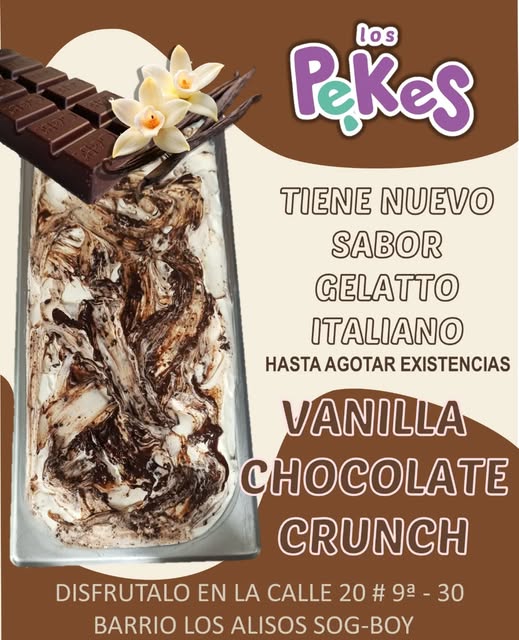 los
PeKes
TIENE NUEVO
SABOR
GELATTO
ITALIANO
HASTA AGOTAR EXISTENCIAS
VANILLA
CHOCOLATE
CRUNCH
DISFRUTALO EN LA CALLE 20 # 9ª - 30
BARRIO LOS ALISOS SOG-BOY